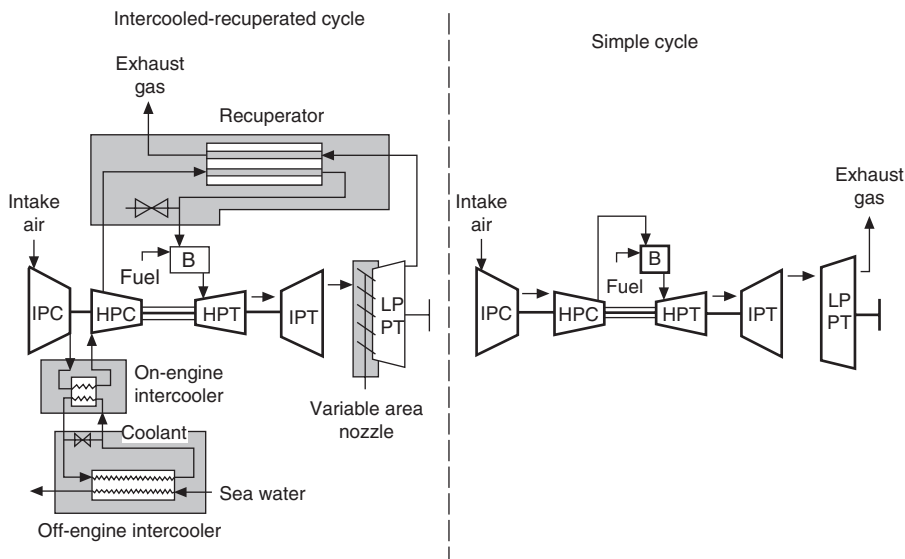 Intercooled-recuperated cycle
Exhaust
gas
Recuperator
Intake
air
Fuel
B
IPC
HPC
HPT
IPT
LP
PT
On-engine
intercooler
Variable area
nozzle
Coolant
Sea water
Off-engine intercooler
Simple cycle
Exhaust
gas
Intake
air
B
Fuel
IPC
HPC
HPT
IPT
LP
PT